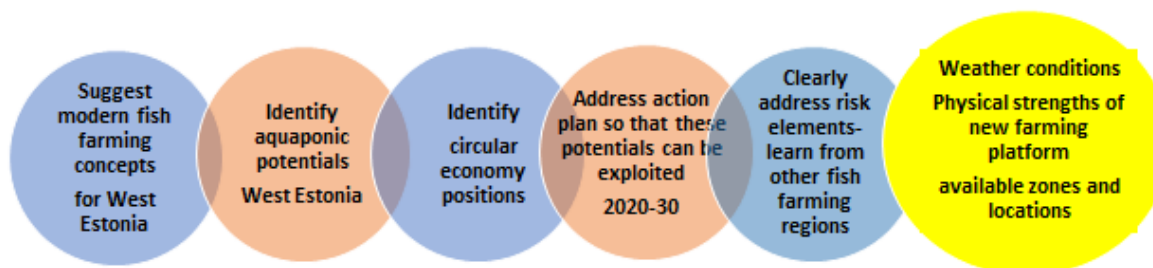 Suggest
modern fish
farming
concepts
for West
Estonia
Identify
aquaponic
potentials
West Estonia
Identify
circular
economy
positions
Address action
plan so that these
potentials can be
exploited
2020-30
Clearly
address risk
elements-
learn from
other fish
farming
regions
Weather conditions
Physical strengths of
new farming
platform
available zones and
locations